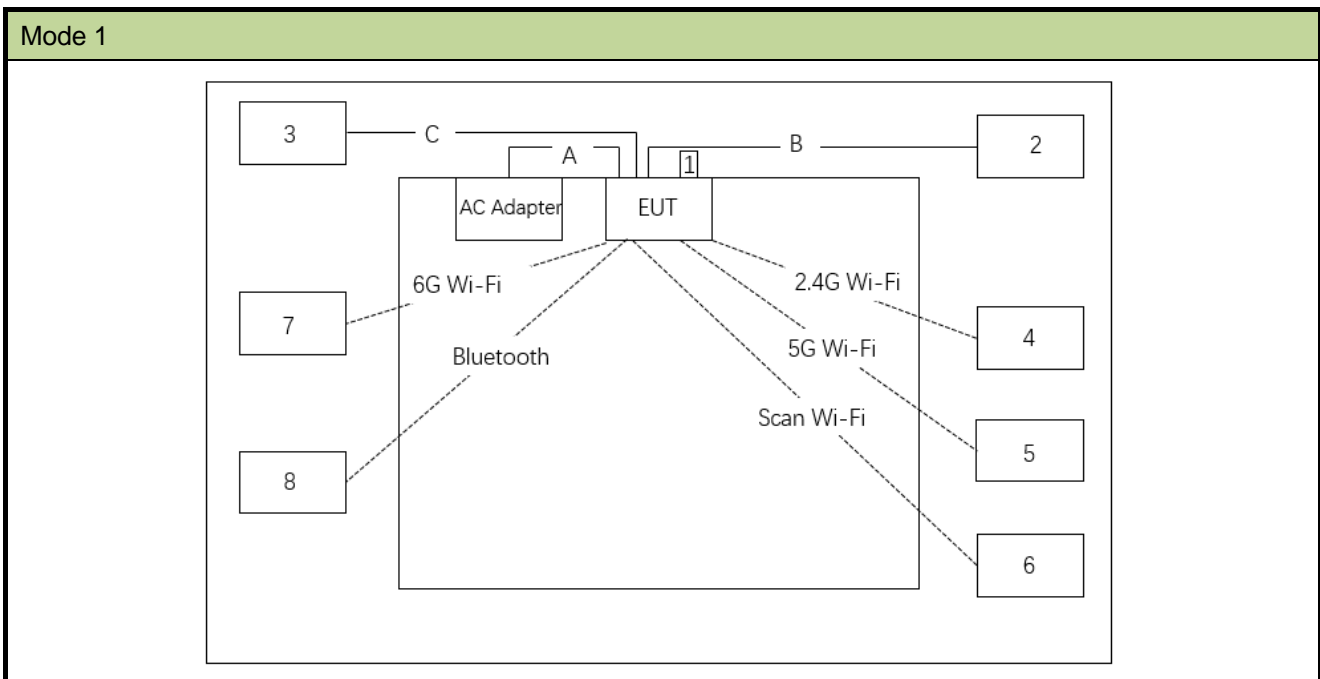 Mode 1
3
C
A
1
B
2
AC Adapter
EUT
6G Wi-Fi
2.4G Wi-Fi
7
4
Bluetooth
5G Wi-Fi
Scan Wi-Fi
5
8
6